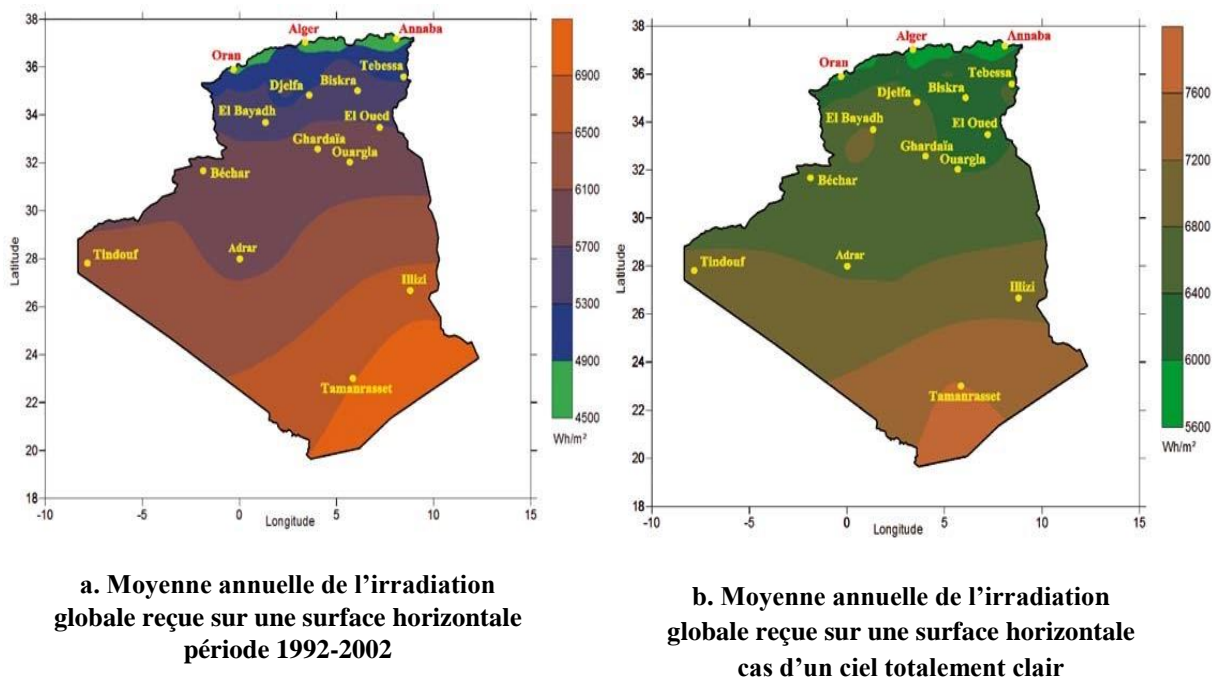 38
36
34
32
30
28
26
24
22
20
18
Latitude
-10
-5
0
5
10
15
Longitude
Alger
Annaba
Oran
Tebessa
Djelfa
Biskra
El Bayadh
El Oued
Ghardaïa
Ouargla
Béchar
Tindouf
Adrar
Illizi
Tamanrasset
6900
6500
6100
5700
5300
4900
4500
Wh/m²
a. Moyenne annuelle de l’irradiation
globale reçue sur une surface horizontale
période 1992-2002
38
36
34
32
30
28
26
24
22
20
18
Latitude
-10
-5
0
5
10
15
Longitude
Alger
Annaba
Oran
Tebessa
Djelfa
Biskra
El Bayadh
El Oued
Ghardaïa
Ouargla
Béchar
Tindouf
Adrar
Illizi
Tamanrasset
7600
7200
6800
6400
6000
5600
Wh/m²
b. Moyenne annuelle de l’irradiation
globale reçue sur une surface horizontale
cas d’un ciel totalement clair